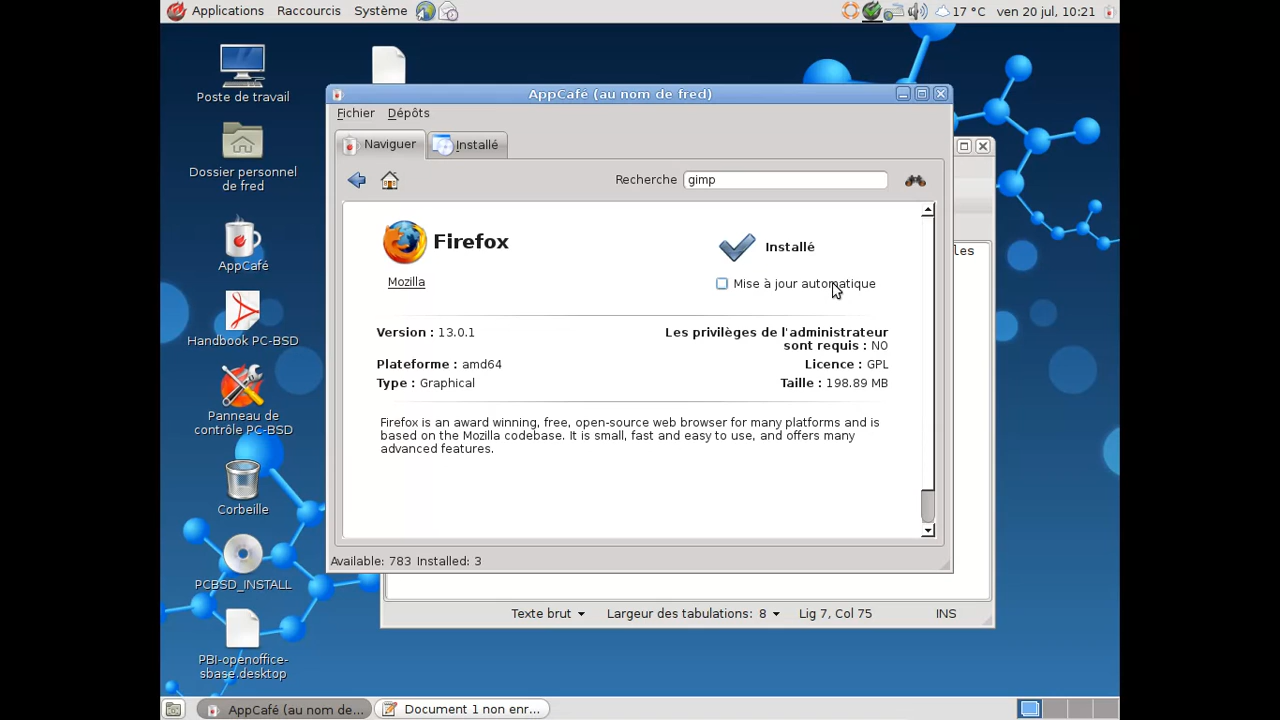 Applications Raccourcis Système 17 °C ven 20 jul, 10:21
Poste de travail
Dossier personnel
de fred
AppCafé
Handbook PC-BSD
Panneau de
contrôle PC-BSD
Corbeille
PCBSD_INSTALL
PBI-openoffice-
sbase.desktop
AppCafé (au nom de fred)
Fichier Dépôts
Naviguer Installé
Recherche gimp
Firefox Installé
Mozilla Mise à jour automatique
Version : 13.0.1 Les privilèges de l'administrateur
sont requis : NO
Plateforme : amd64 Licence : GPL
Type : Graphical Taille : 198.89 MB
Firefox is an award winning, free, open-source web browser for many platforms and is
based on the Mozilla codebase. It is small, fast and easy to use, and offers many
advanced features.
Available: 783 Installed: 3
les
Texte brut Largeur des tabulations: 8 Lig 7, Col 75 INS
AppCafé (au nom de... Document 1 non enr...